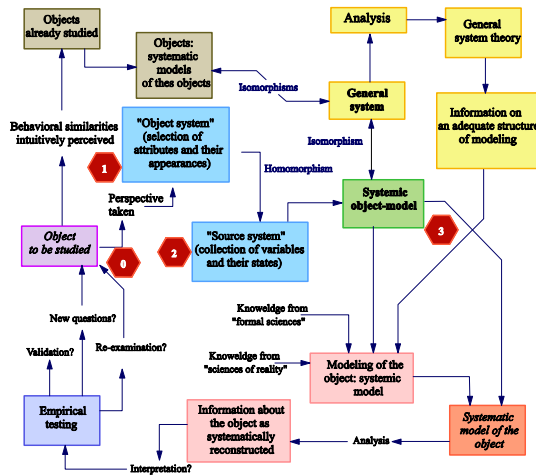 Objects
already studied
Objects:
systematic
models
of thes objects
Analysis
General
system theory
Isomorphisms
General
system
Information on
an adequate structure
of modeling
Behavioral similarities
intuitively perceived
1
"Object system"
(selection of
attributes and their
appearances)
Isomorphism
Homomorphism
Perspective
taken
Systemic
object-model
Object
to be studied
0
2
"Source system"
(collection of variables
and their states)
3
New questions?
Validation?
Re-examination?
Knoweldge from
"formal sciences"
Knoweldge from
"sciences of reality"
Modeling of the
object: systemic
model
Empirical
testing
Information about
the object as
systematically
reconstructed
Analysis
Systematic
model of the
object
Interpretation?